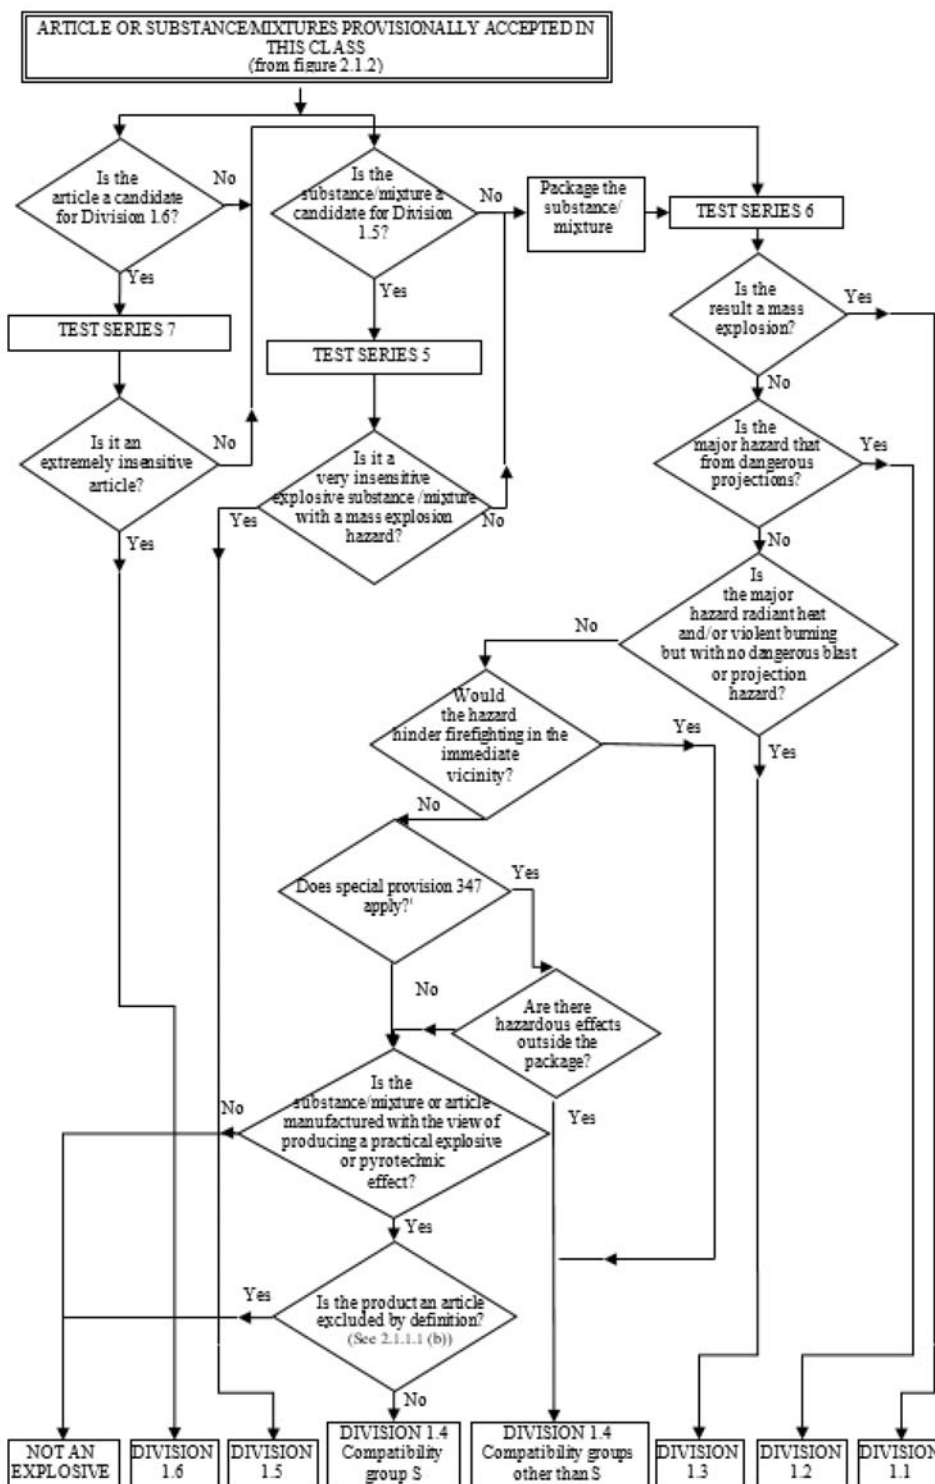 ARTICLE OR SUBSTANCE/MIXTURES PROVISIONALLY ACCEPTED IN
THIS CLASS
(from figure 2.1.2)
Is the
article a candidate
for Division 1.6?
No
Yes
Is the
substance/mixture a
candidate for Division
1.5?
No
Yes
Package the
substance/
mixture
TEST SERIES 6
TEST SERIES 7
TEST SERIES 5
Is the
result a mass
explosion?
Yes
No
Is it an
extremely insensitive
article?
No
Yes
Is it a
very insensitive
explosive substance /mixture
with a mass explosion
hazard?
Yes
No
Is the
major hazard that
from dangerous
projections?
Yes
No
Is
the major
hazard radiant heat
and/or violent burning
but with no dangerous blast
or projection
hazard?
No
Yes
Would
the hazard
hinder firefighting in the
immediate
vicinity?
Yes
No
Does special provision 347
apply?¹
Yes
No
Are there
hazardous effects
outside the
package?
Yes
Is the
substance/mixture or article
manufactured with the view of
producing a practical explosive
or pyrotechnic
effect?
No
Yes
Is the product an article
excluded by definition?
(See 2.1.1.1 (b))
Yes
No
NOT AN
EXPLOSIVE
DIVISION
1.6
DIVISION
1.5
DIVISION 1.4
Compatibility
group S
DIVISION 1.4
Compatibility groups
other than S
DIVISION
1.3
DIVISION
1.2
DIVISION
1.1